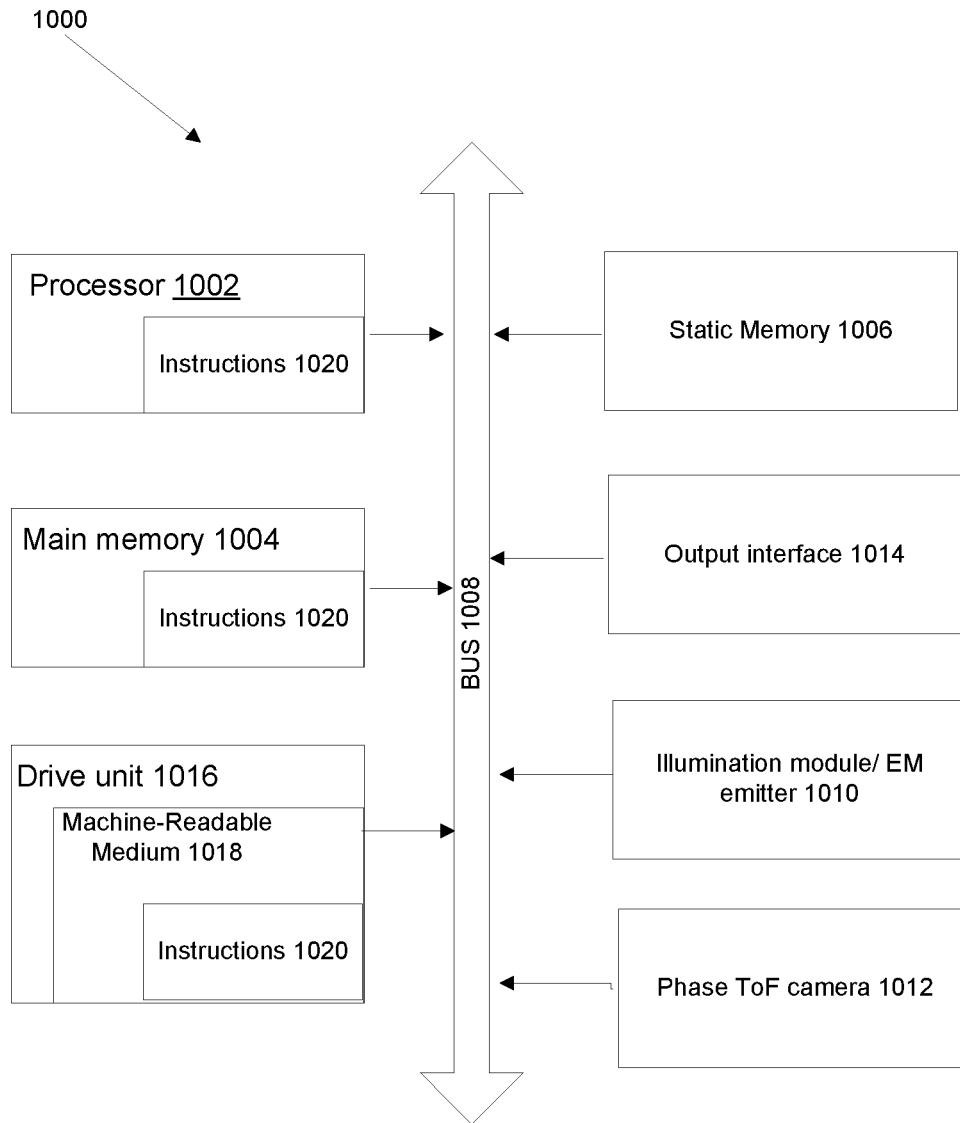 1000
Processor 1002
Instructions 1020
Static Memory 1006
Main memory 1004
Instructions 1020
Output interface 1014
BUS 1008
Drive unit 1016
Machine-Readable
Medium 1018
Instructions 1020
Illumination module/ EM
emitter 1010
Phase ToF camera 1012